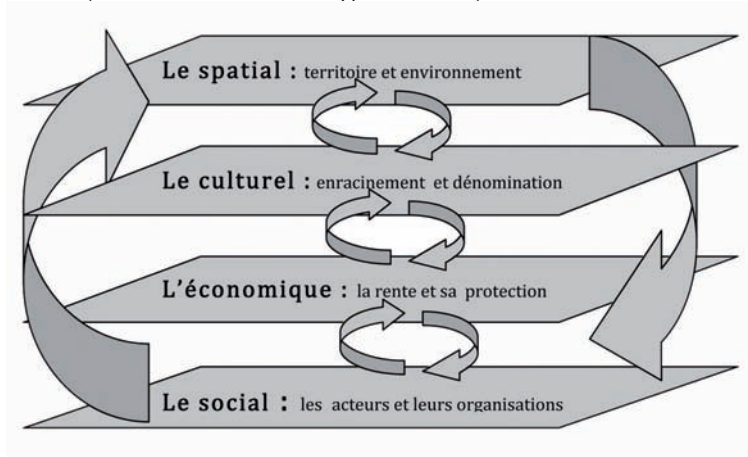 Le spatial : territoire et environnement
Le culturel : enracinement et dénomination
L'économique : la rente et sa protection
Le social : les acteurs et leurs organisations